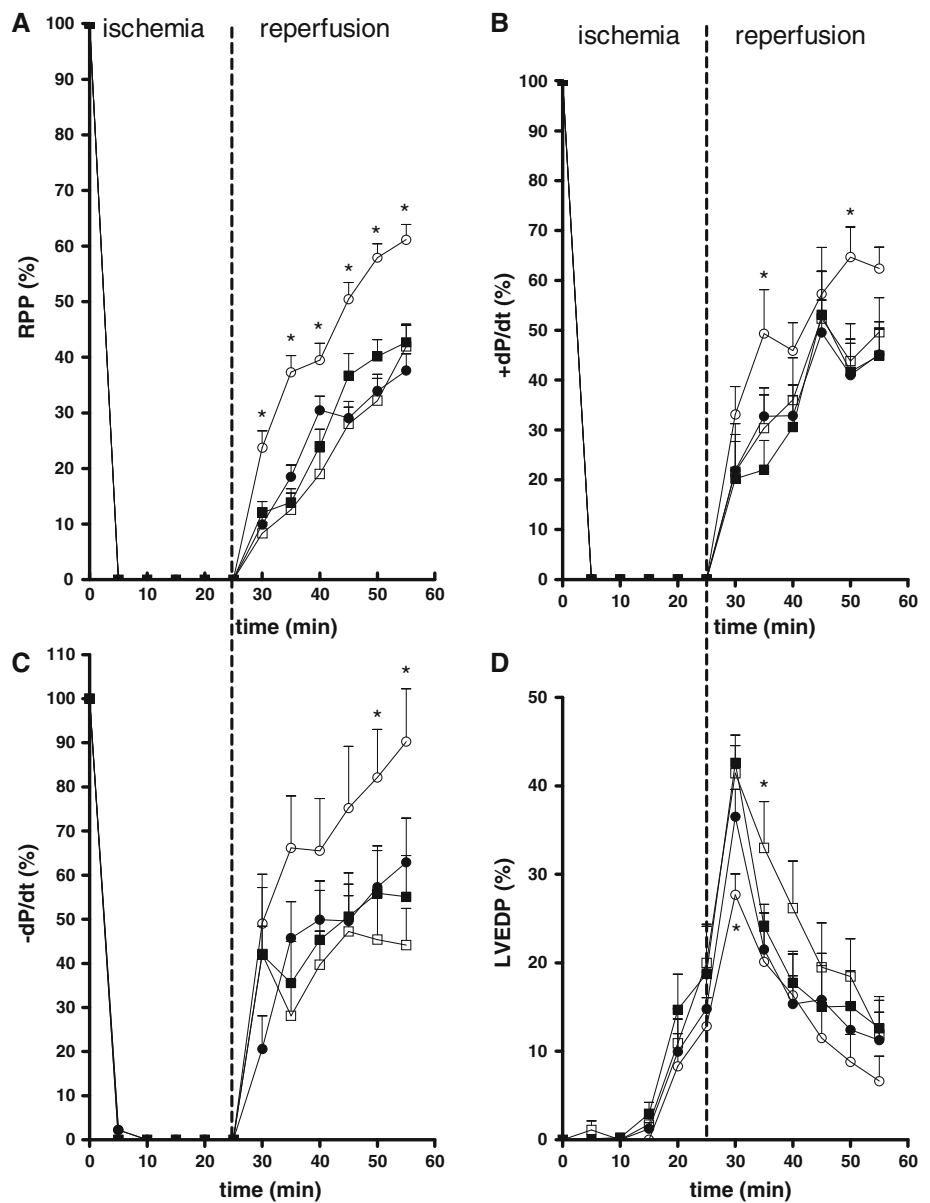 A ischemia reperfusion
RPP (%)
100
90
80
70
60
50
40
30
20
10
0
* * * * * *
0 10 20 30 40 50 60
time (min)
B ischemia reperfusion
+dP/dt (%)
100
90
80
70
60
50
40
30
20
10
0
* *
0 10 20 30 40 50 60
time (min)
C
-dP/dt (%)
110
100
90
80
70
60
50
40
30
20
10
0
* *
0 10 20 30 40 50 60
time (min)
D
LVEDP (%)
50
40
30
20
10
0
* *
0 10 20 30 40 50 60
time (min)